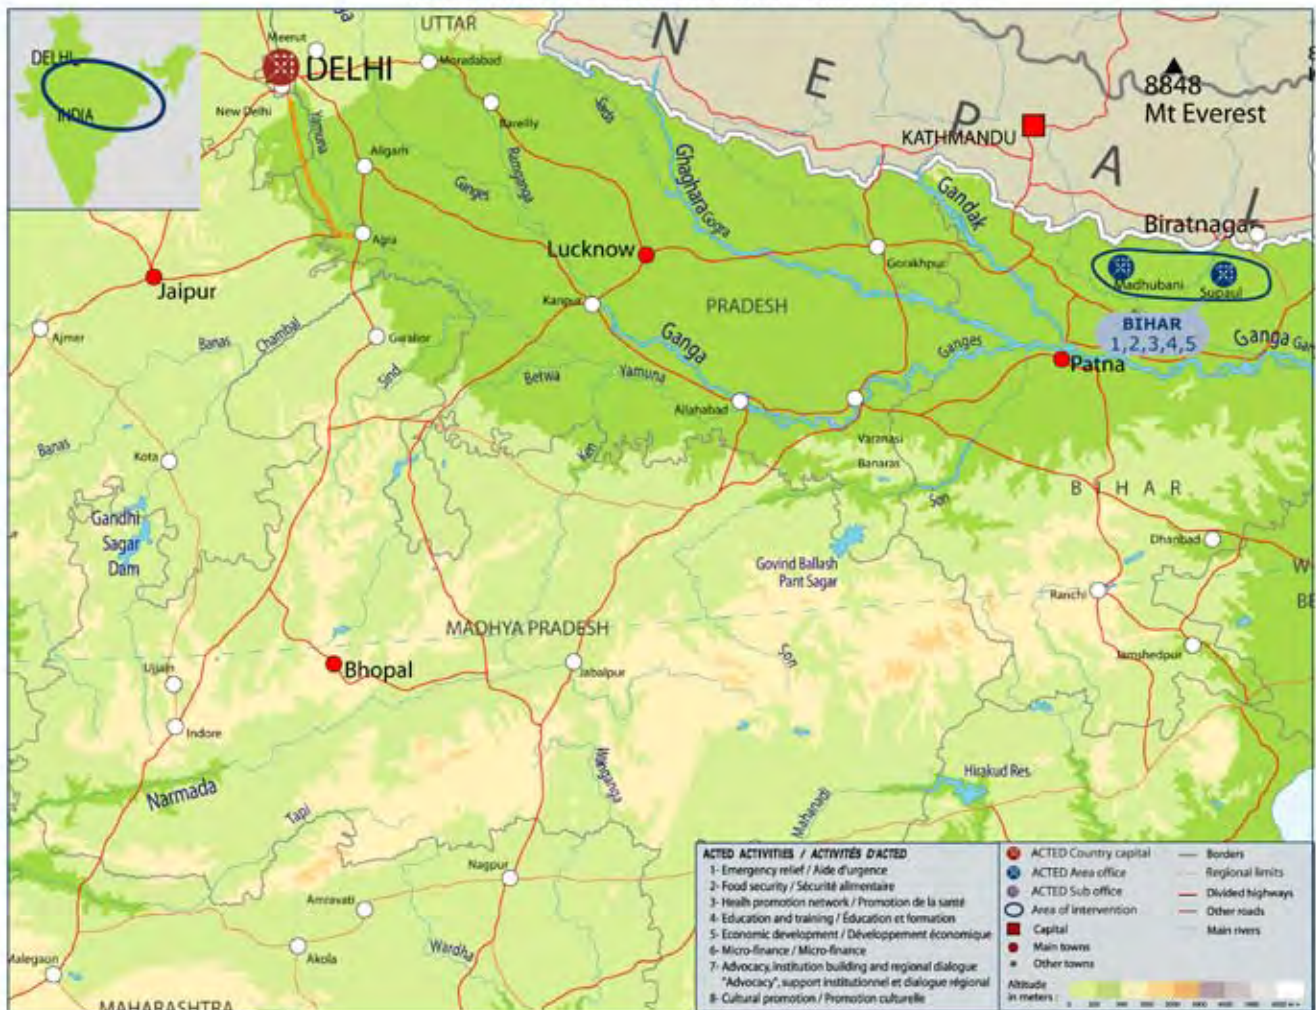 DELHI
INDIA
UTTAR
Meerut
DELHI
Moradabad
New Delhi
Yamuna
Bareilly
Aligarh
Ganges
Ramganga
Agra
Jaipur
Ajmer
Lucknow
Kanpur
PRADESH
Ghaghara
Gogra
Gorakhpur
Gandak
N E P A L
KATHMANDU
8848
Mt Everest
Biratnagar
Madhubani
Supaul
BIHAR
1,2,3,4,5
Patna
Ganga
Ganges
Ganga
Banas
Chambal
Gwalior
Sind
Betwa
Yamuna
Allahabad
Varanasi
Banaras
Ken
Son
BIHAR
Banas
Kota
Gandhi
Sagar
Dam
Govind Ballash
Pant Sagar
Dhanbad
Ranchi
Jamshedpur
MADHYA PRADESH
Bhopal
Jabalpur
Son
Ujjain
Indore
Narmada
Tapi
Hirakud Res.
Mahanadi
Nagpur
Amravati
Akola
Wardha
Malegaon
MAHARASHTRA
ACTED ACTIVITIES / ACTIVITÉS D'ACTED
1- Emergency relief / Aide d'urgence
2- Food security / Sécurité alimentaire
3- Health promotion network / Promotion de la santé
4- Education and training / Éducation et formation
5- Economic development / Développement économique
6- Micro-finance / Micro-finance
7- Advocacy, institution building and regional dialogue
"Advocacy", support institutionnel et dialogue régional
8- Cultural promotion / Promotion culturelle
ACTED Country capital
ACTED Area office
ACTED Sub office
Area of intervention
Capital
Main towns
Other towns
Borders
Regional limits
Divided highways
Other roads
Main rivers
Altitude
in meters :